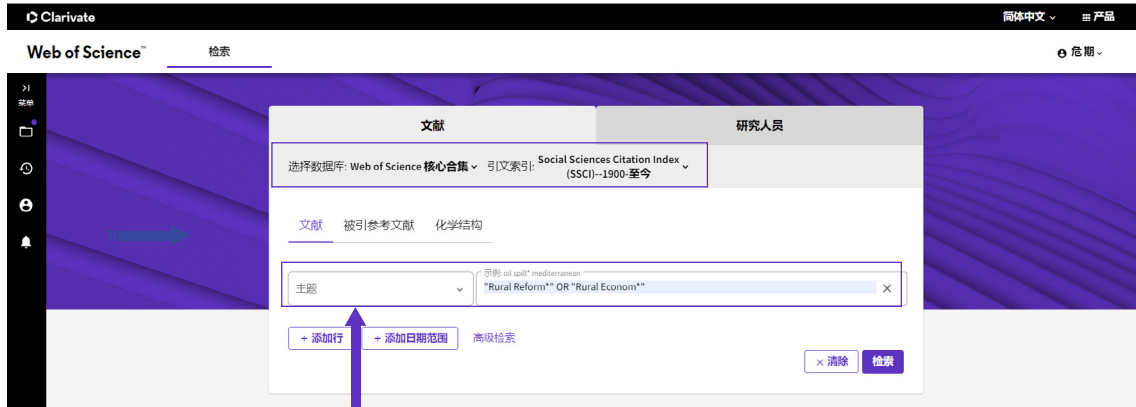 Clarivate
简体中文
产品
Web of Science™
检索
危期
菜单
文献
研究人员
选择数据库: Web of Science 核心合集 引文索引: Social Sciences Citation Index
(SSCI)--1900-至今
文献 被引参考文献 化学结构
主题
示例: oil spill* mediterranean
"Rural Reform*" OR "Rural Econom*"
+ 添加行
+ 添加日期范围
高级检索
× 清除
检索